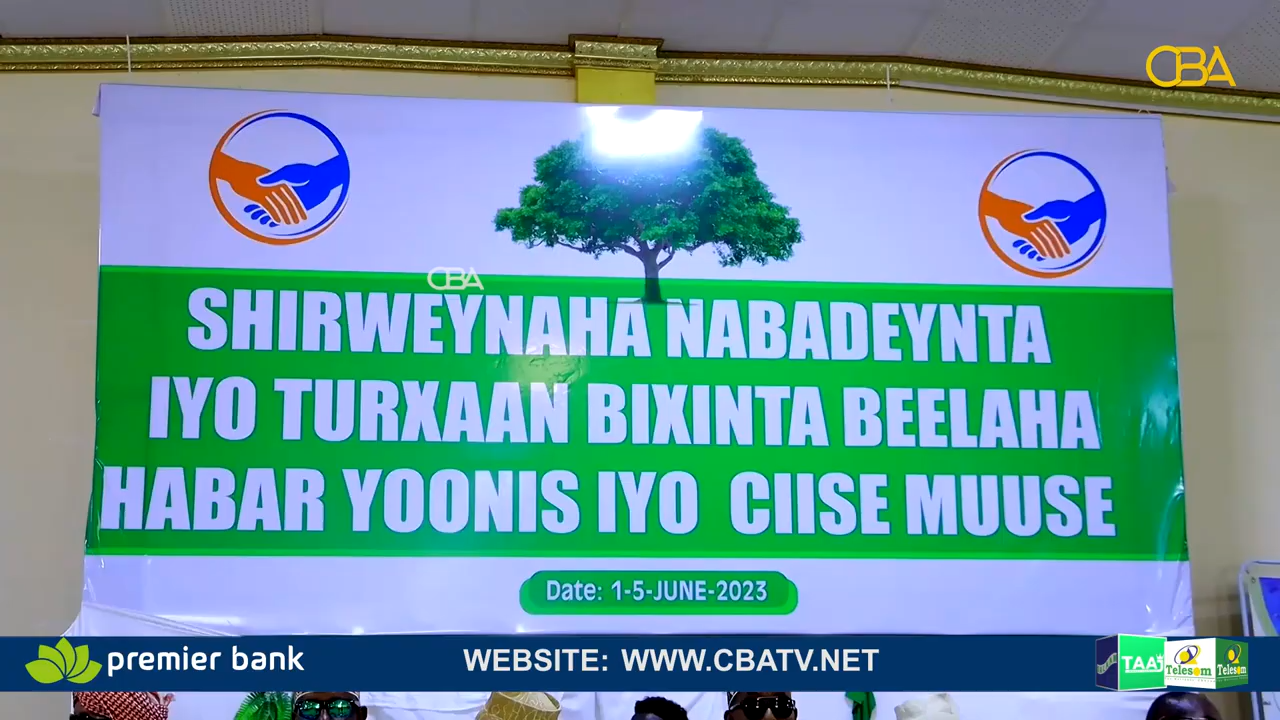 CBA
CBA
SHIRWEYNAHA NABADEYNTA
IYO TURXAAN BIXINTA BEELAHA
HABAR YOONIS IYO CIISE MUUSE
Date: 1-5-JUNE-2023
premier bank
WEBSITE: WWW.CBATV.NET
TAAJ
Telesom
Telesom